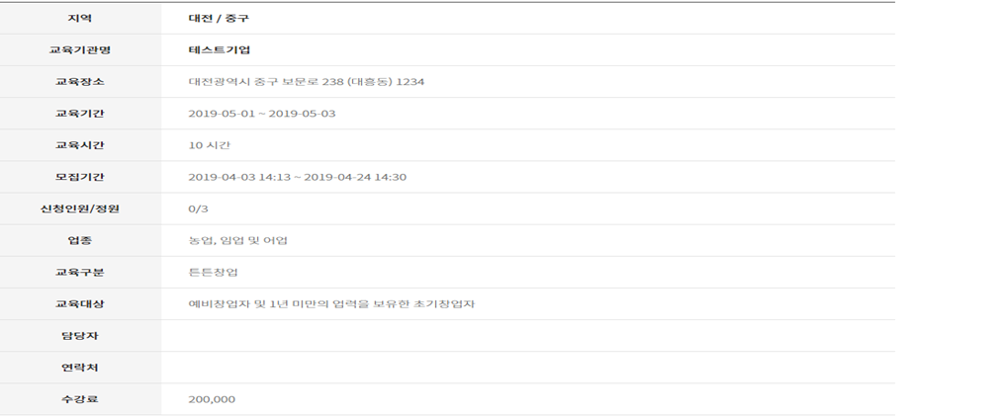 지역 대전 / 중구
교육기관명 테스트기업
교육장소 대전광역시 중구 보문로 238 (대흥동) 1234
교육기간 2019-05-01 ~ 2019-05-03
교육시간 10 시간
모집기간 2019-04-03 14:13 ~ 2019-04-24 14:30
신청인원/정원 0/3
업종 농업, 임업 및 어업
교육구분 튼튼창업
교육대상 예비창업자 및 1년 미만의 업력을 보유한 초기창업자
담당자
연락처
수강료 200,000